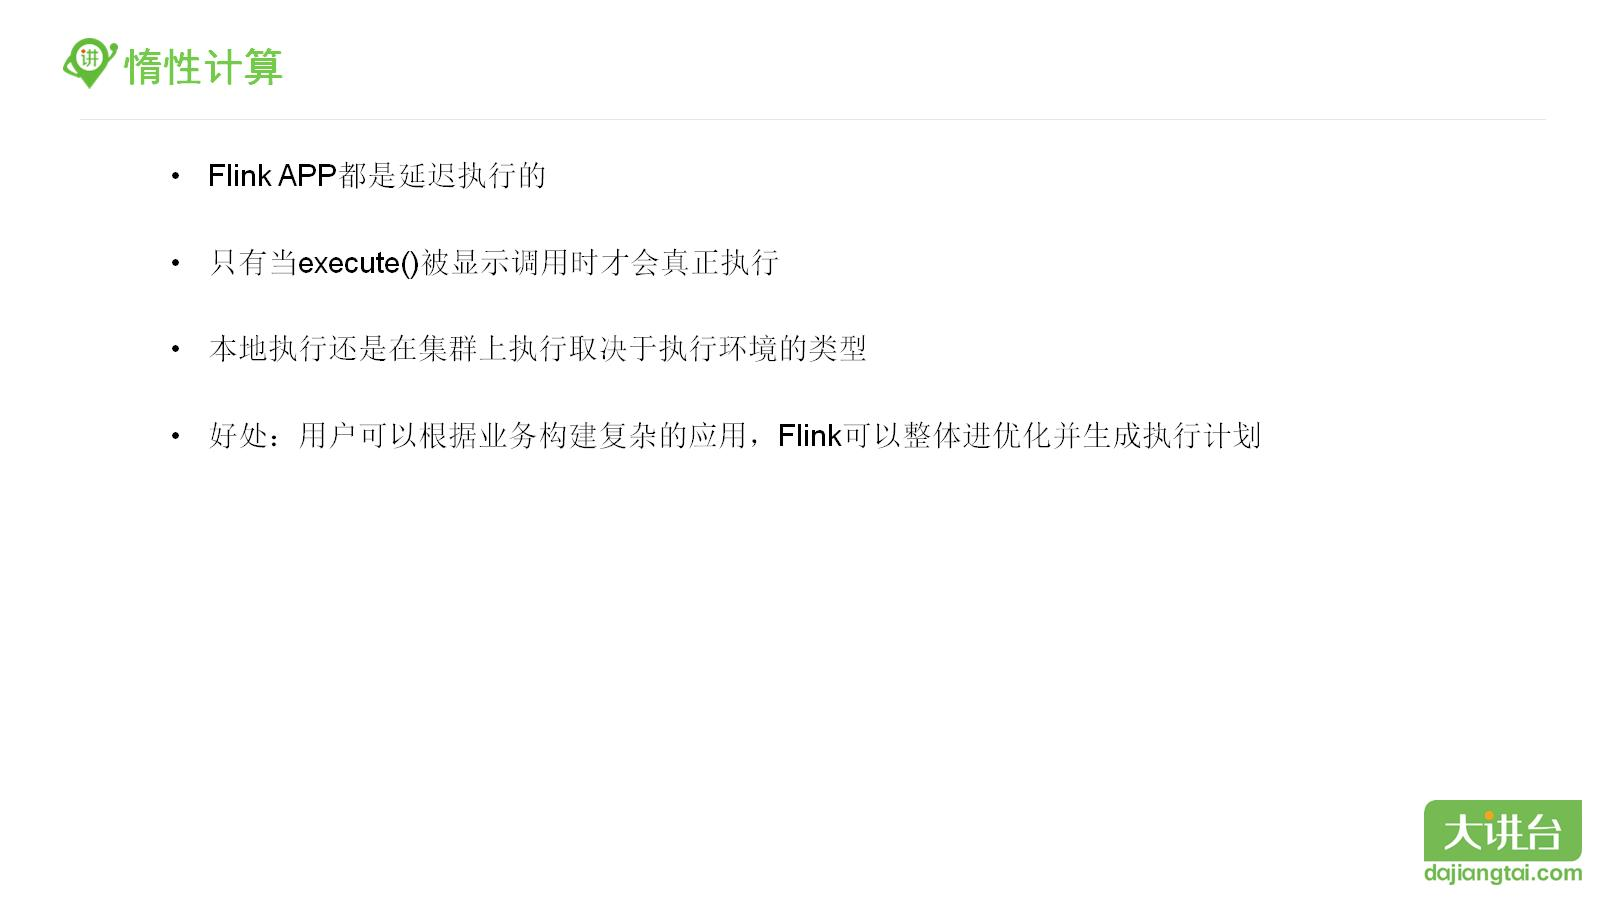 讲
惰性计算
• Flink APP都是延迟执行的
• 只有当execute()被显示调用时才会真正执行
• 本地执行还是在集群上执行取决于执行环境的类型
• 好处：用户可以根据业务构建复杂的应用，Flink可以整体进优化并生成执行计划
大讲台
dajiangtai.com